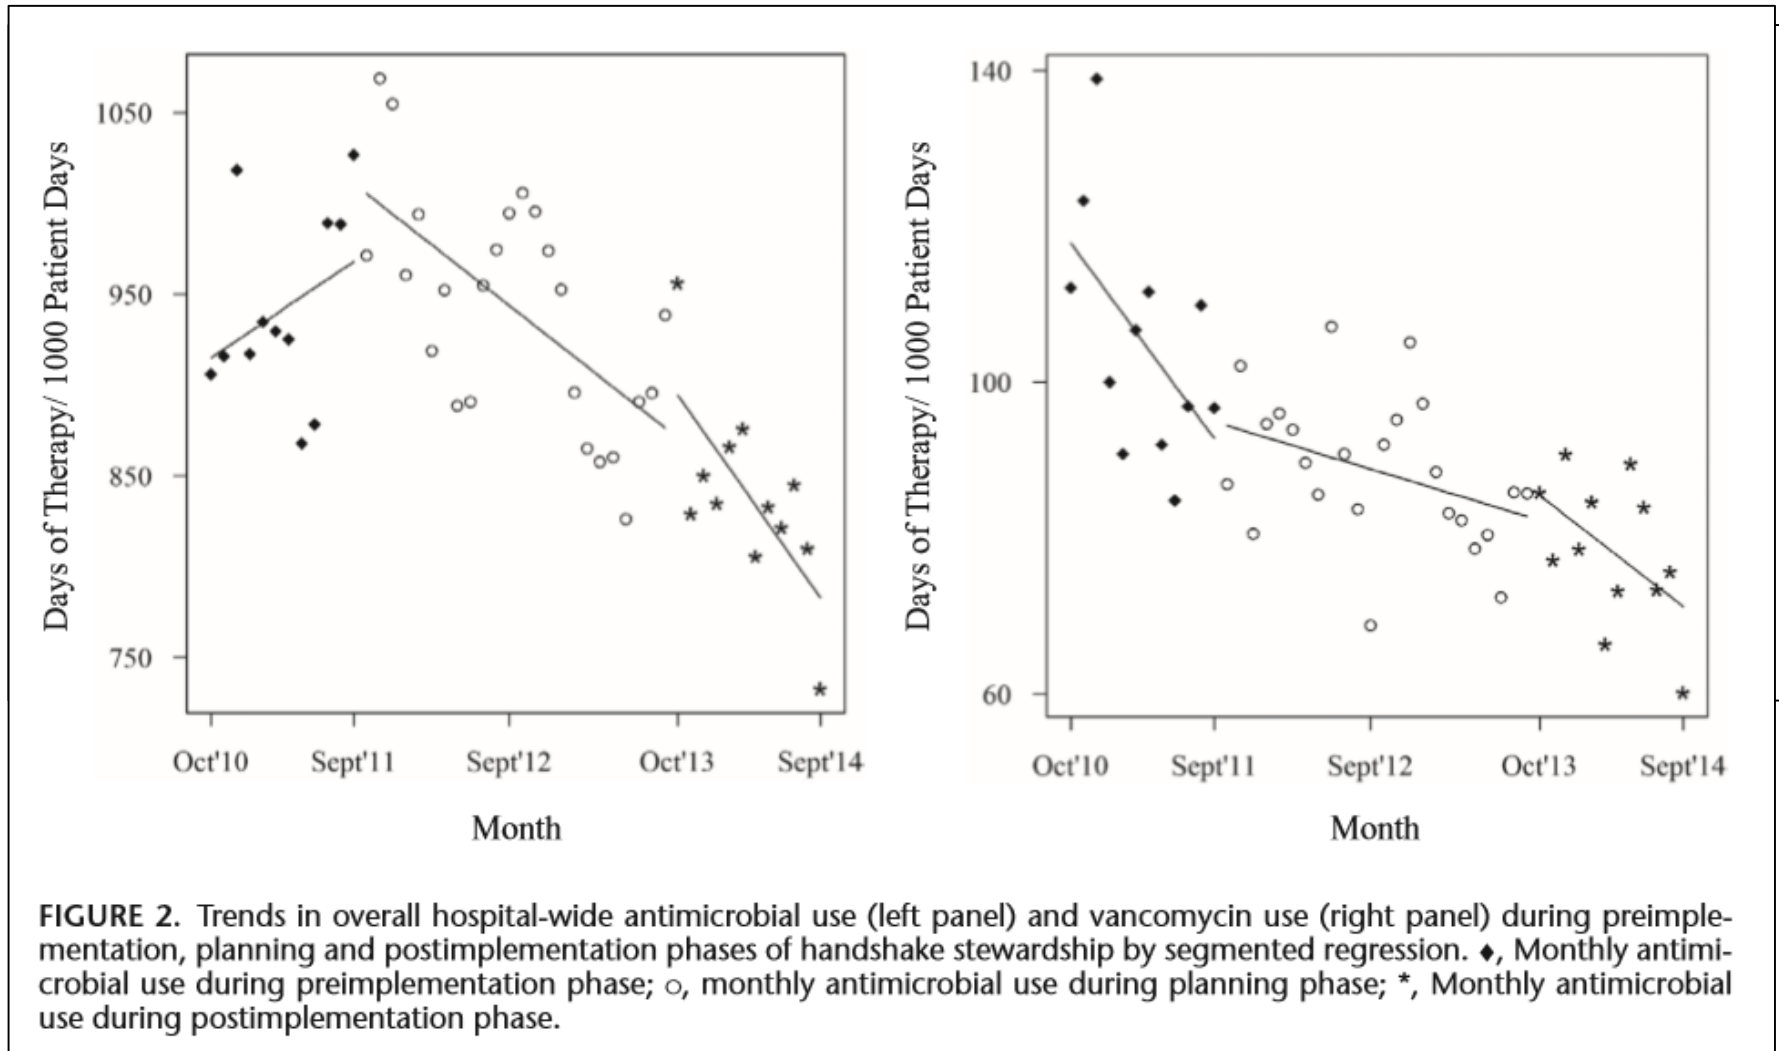 1050
950
850
750
Days of Therapy/ 1000 Patient Days
Oct'10 Sept'11 Sept'12 Oct'13 Sept'14
Month
140
100
60
Days of Therapy/ 1000 Patient Days
Oct'10 Sept'11 Sept'12 Oct'13 Sept'14
Month
FIGURE 2. Trends in overall hospital-wide antimicrobial use (left panel) and vancomycin use (right panel) during preimple-
mentation, planning and postimplementation phases of handshake stewardship by segmented regression. ♦, Monthly antimi-
crobial use during preimplementation phase; ○, monthly antimicrobial use during planning phase; *, Monthly antimicrobial
use during postimplementation phase.